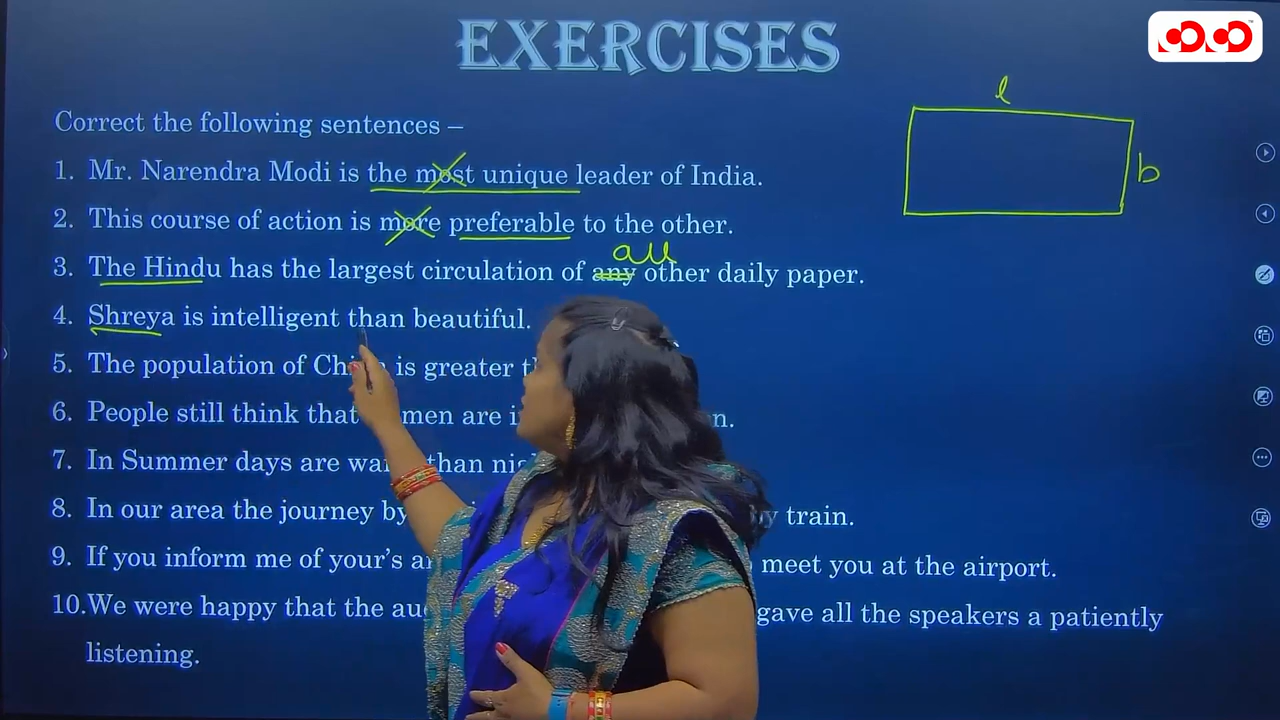 EXERCISES
Correct the following sentences –
l
1. Mr. Narendra Modi is the most unique leader of India.
b
2. This course of action is more preferable to the other.
all
3. The Hindu has the largest circulation of any other daily paper.
4. Shreya is intelligent than beautiful.
5. The population of is greater
6. People still think that men are
7. In Summer days are than
8. In our area the journey by by train.
9. If you inform me of your's meet you at the airport.
10.We were happy that the gave all the speakers a patiently
listening.